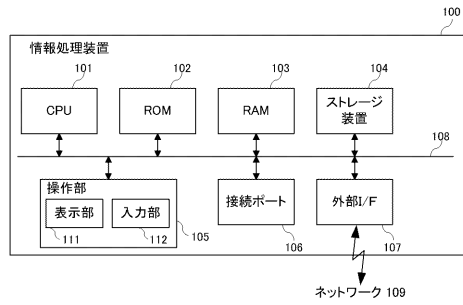 100
情報処理装置
101
102
103
104
CPU
ROM
RAM
ストレージ
装置
108
操作部
表示部
入力部
111
112
105
接続ポート
106
外部I/F
107
ネットワーク 109